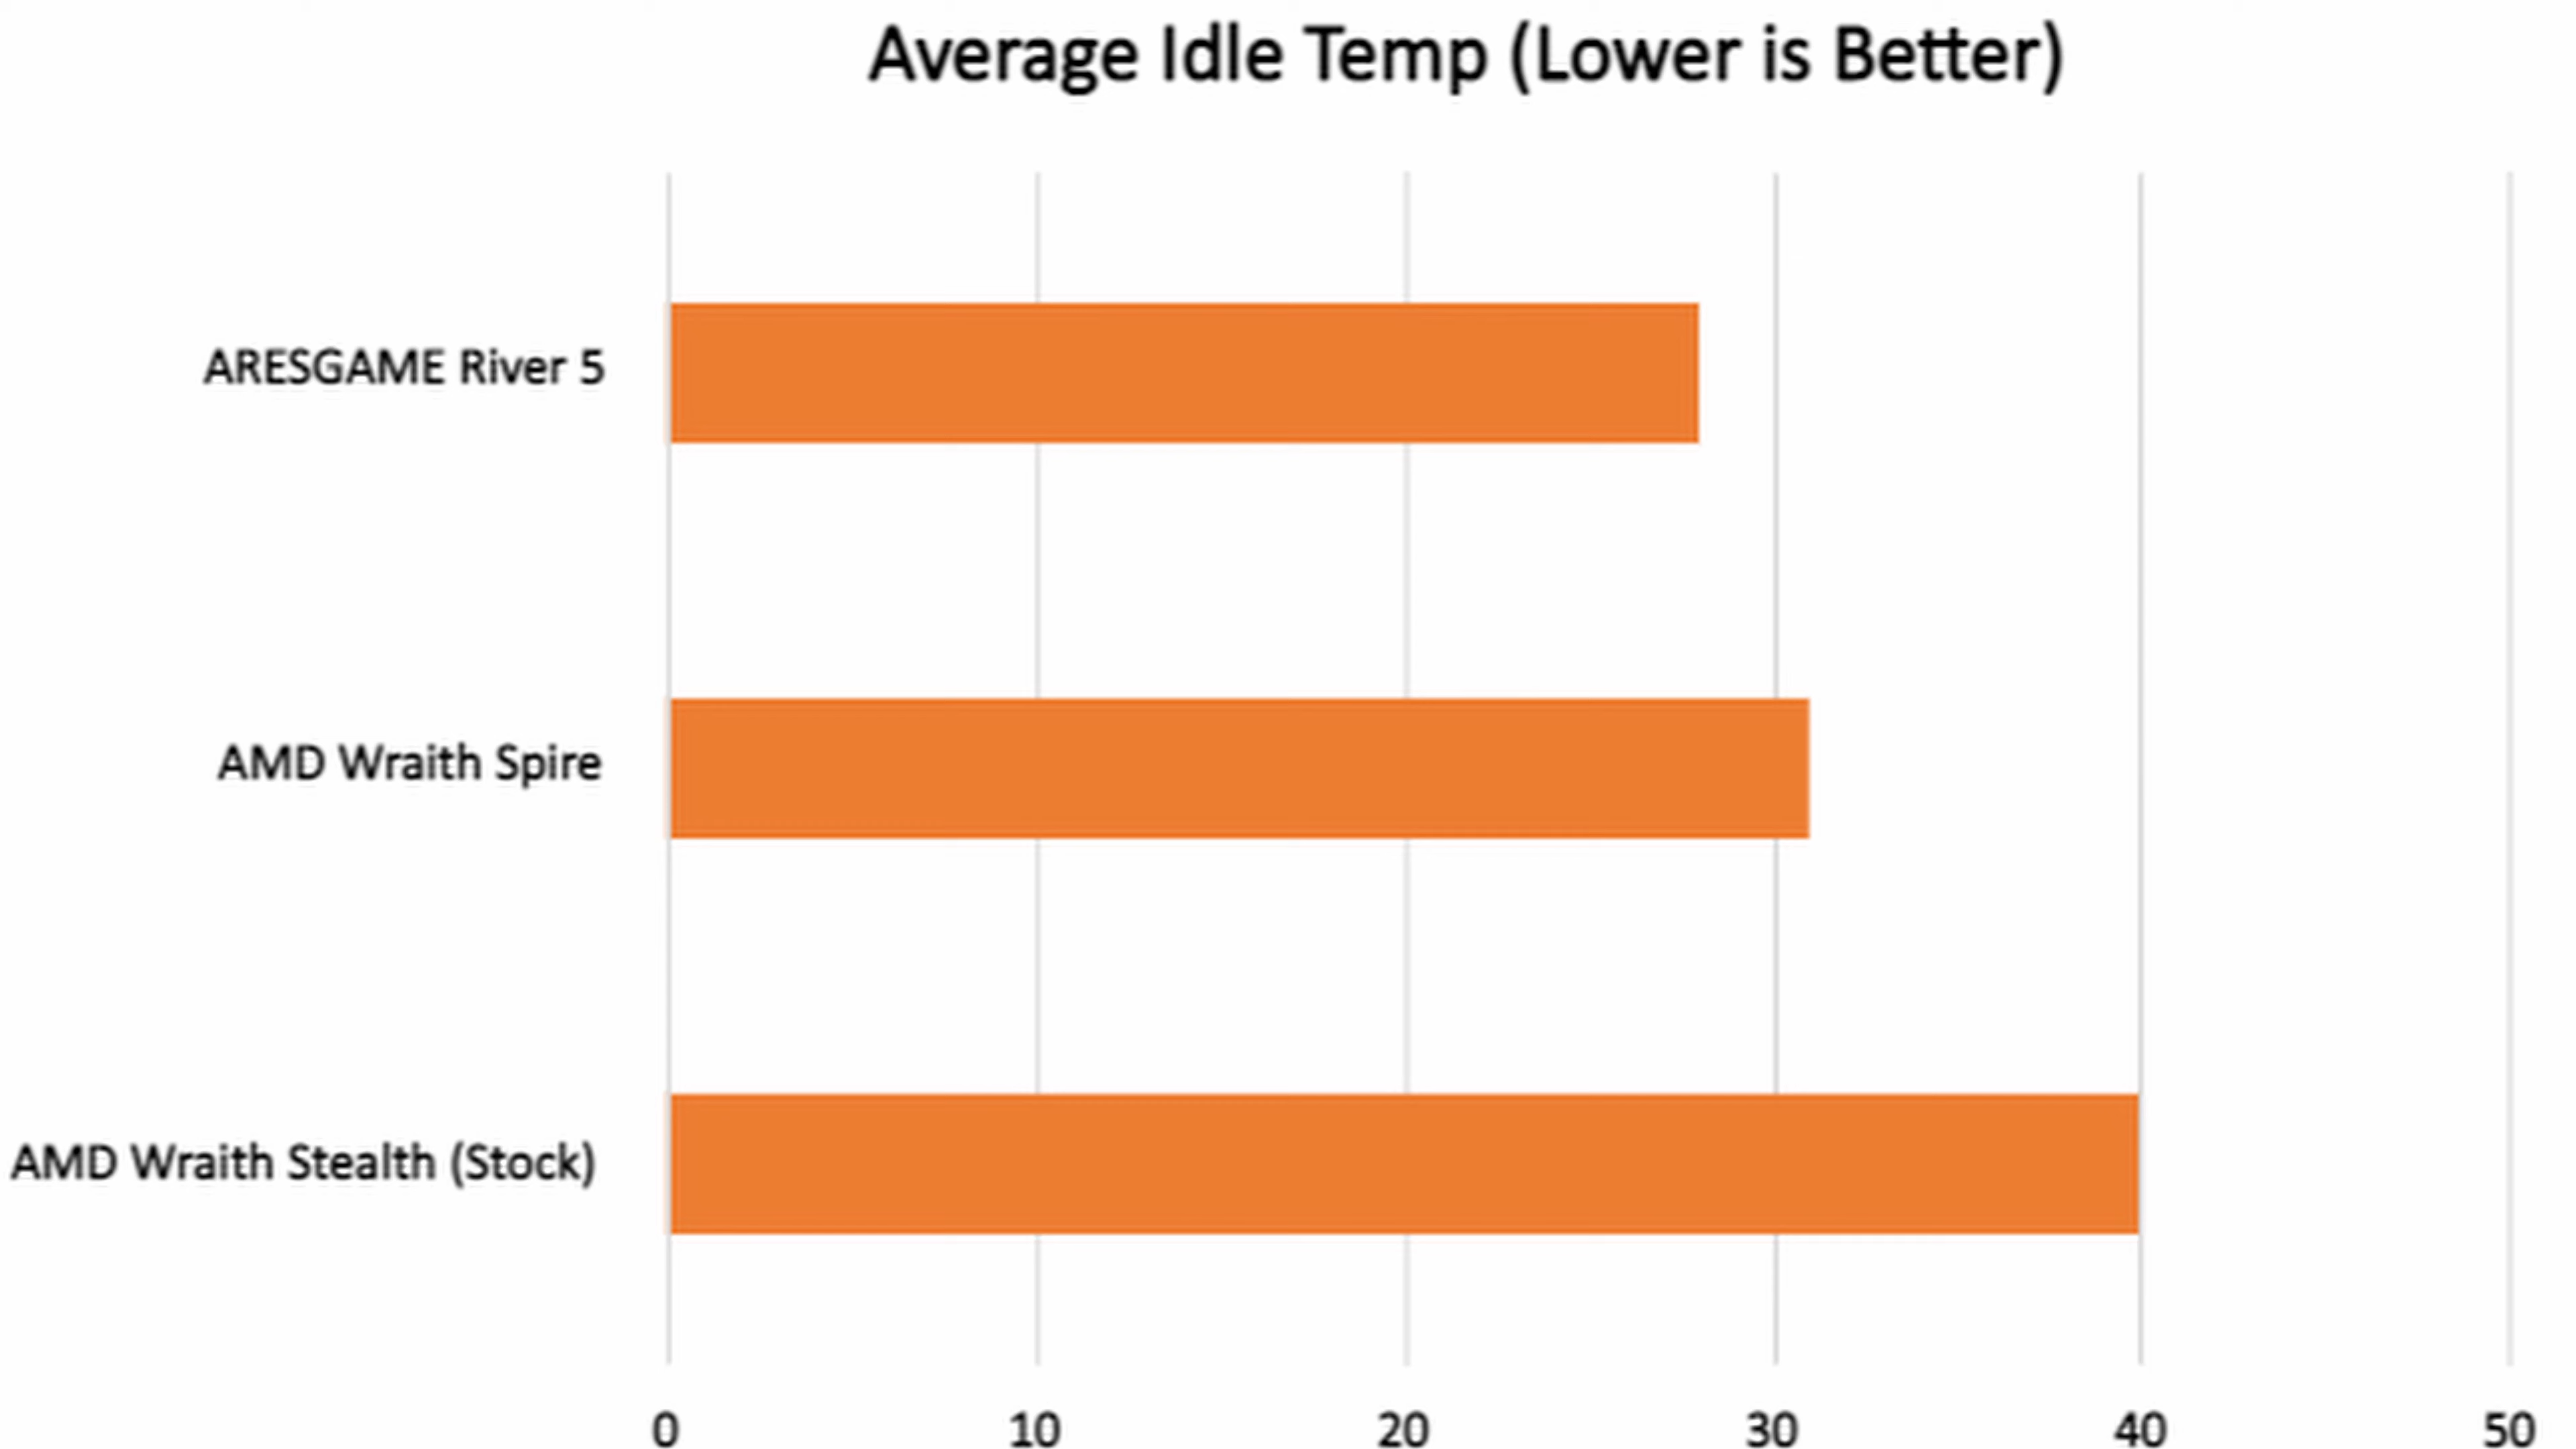 Average Idle Temp (Lower is Better)
ARESGAME River 5
AMD Wraith Spire
AMD Wraith Stealth (Stock)
0 10 20 30 40 50